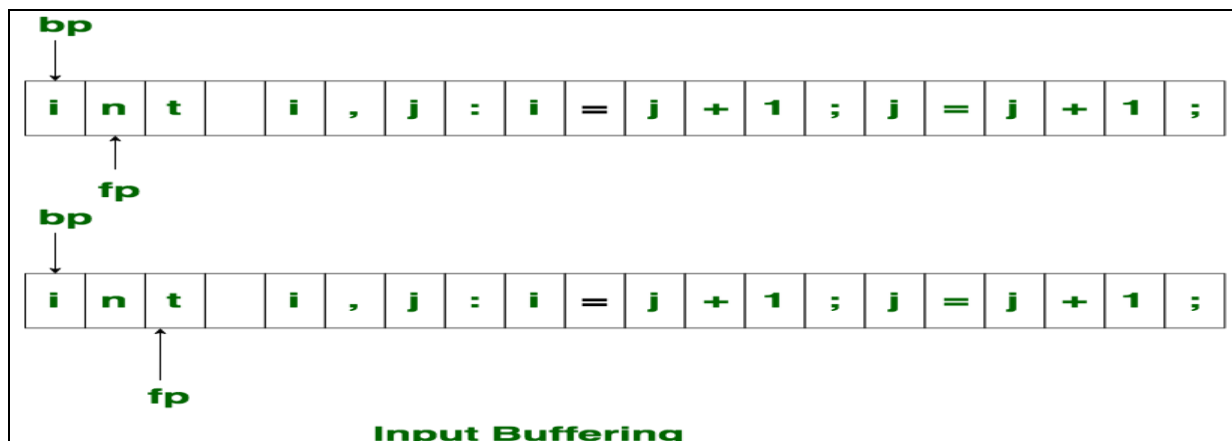 bp
i n t i , j : i = j + 1 ; j = j + 1 ;
fp
bp
i n t i , j : i = j + 1 ; j = j + 1 ;
fp
Input Buffering